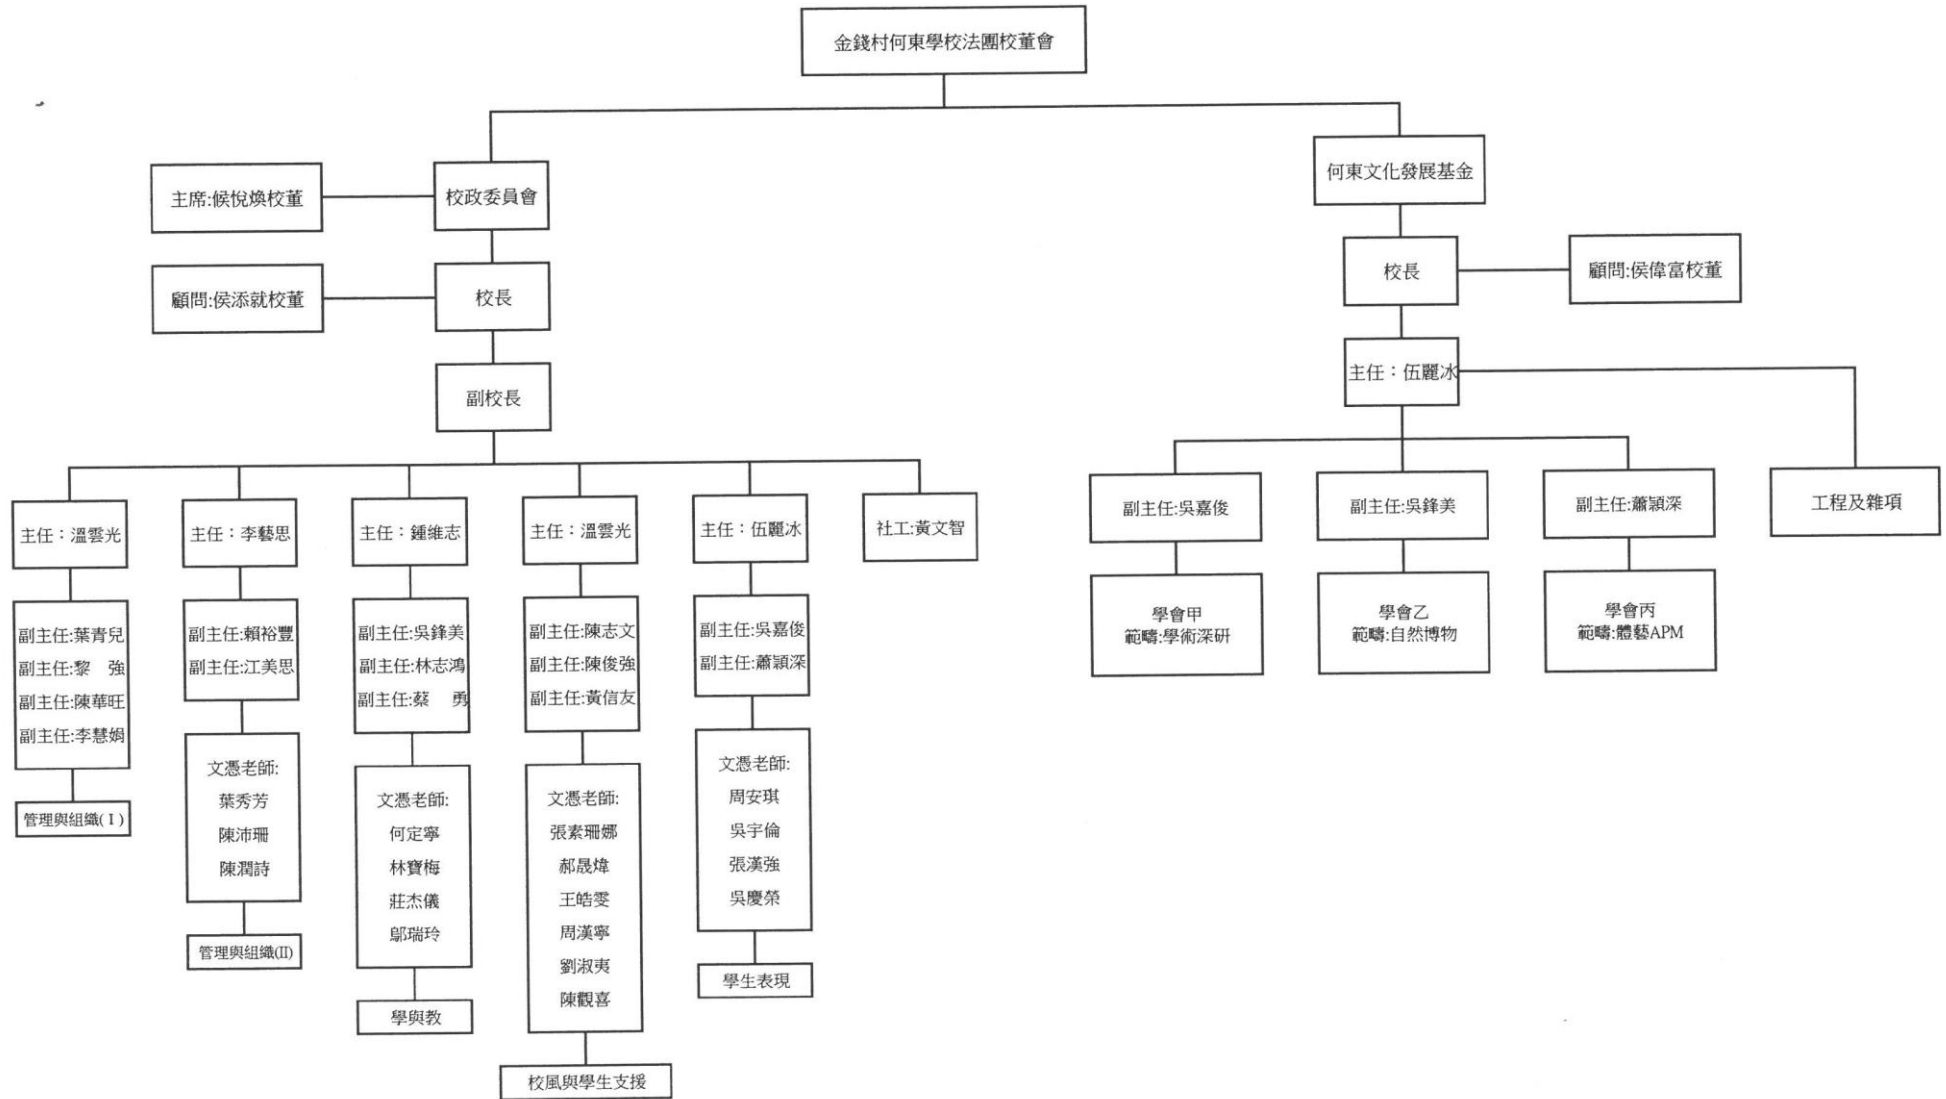 金錢村何東學校法團校董會
主席:候悅煥校董
校政委員會
顧問:侯添就校董
校長
副校長
主任：溫雲光
副主任:葉青兒
副主任:黎　強
副主任:陳華旺
副主任:李慧娟
管理與組織(I)
主任：李藝思
副主任:賴裕豐
副主任:江美思
文憑老師:
葉秀芳
陳沛珊
陳潤詩
管理與組織(II)
主任：鍾維志
副主任:吳鋒美
副主任:林志鴻
副主任:蔡　勇
文憑老師:
何定寧
林寶梅
莊杰儀
鄔瑞玲
學與教
主任：溫雲光
副主任:陳志文
副主任:陳俊強
副主任:黃信友
文憑老師:
張素珊娜
郝晟煒
王皓雯
周漢寧
劉淑夷
陳觀喜
校風與學生支援
主任：伍麗冰
副主任:吳嘉俊
副主任:蕭穎深
文憑老師:
周安琪
吳宇倫
張漢強
吳慶榮
學生表現
社工:黃文智
何東文化發展基金
校長
顧問:侯偉富校董
主任：伍麗冰
副主任:吳嘉俊
學會甲
範疇:學術深研
副主任:吳鋒美
學會乙
範疇:自然博物
副主任:蕭穎深
學會丙
範疇:體藝APM
工程及雜項